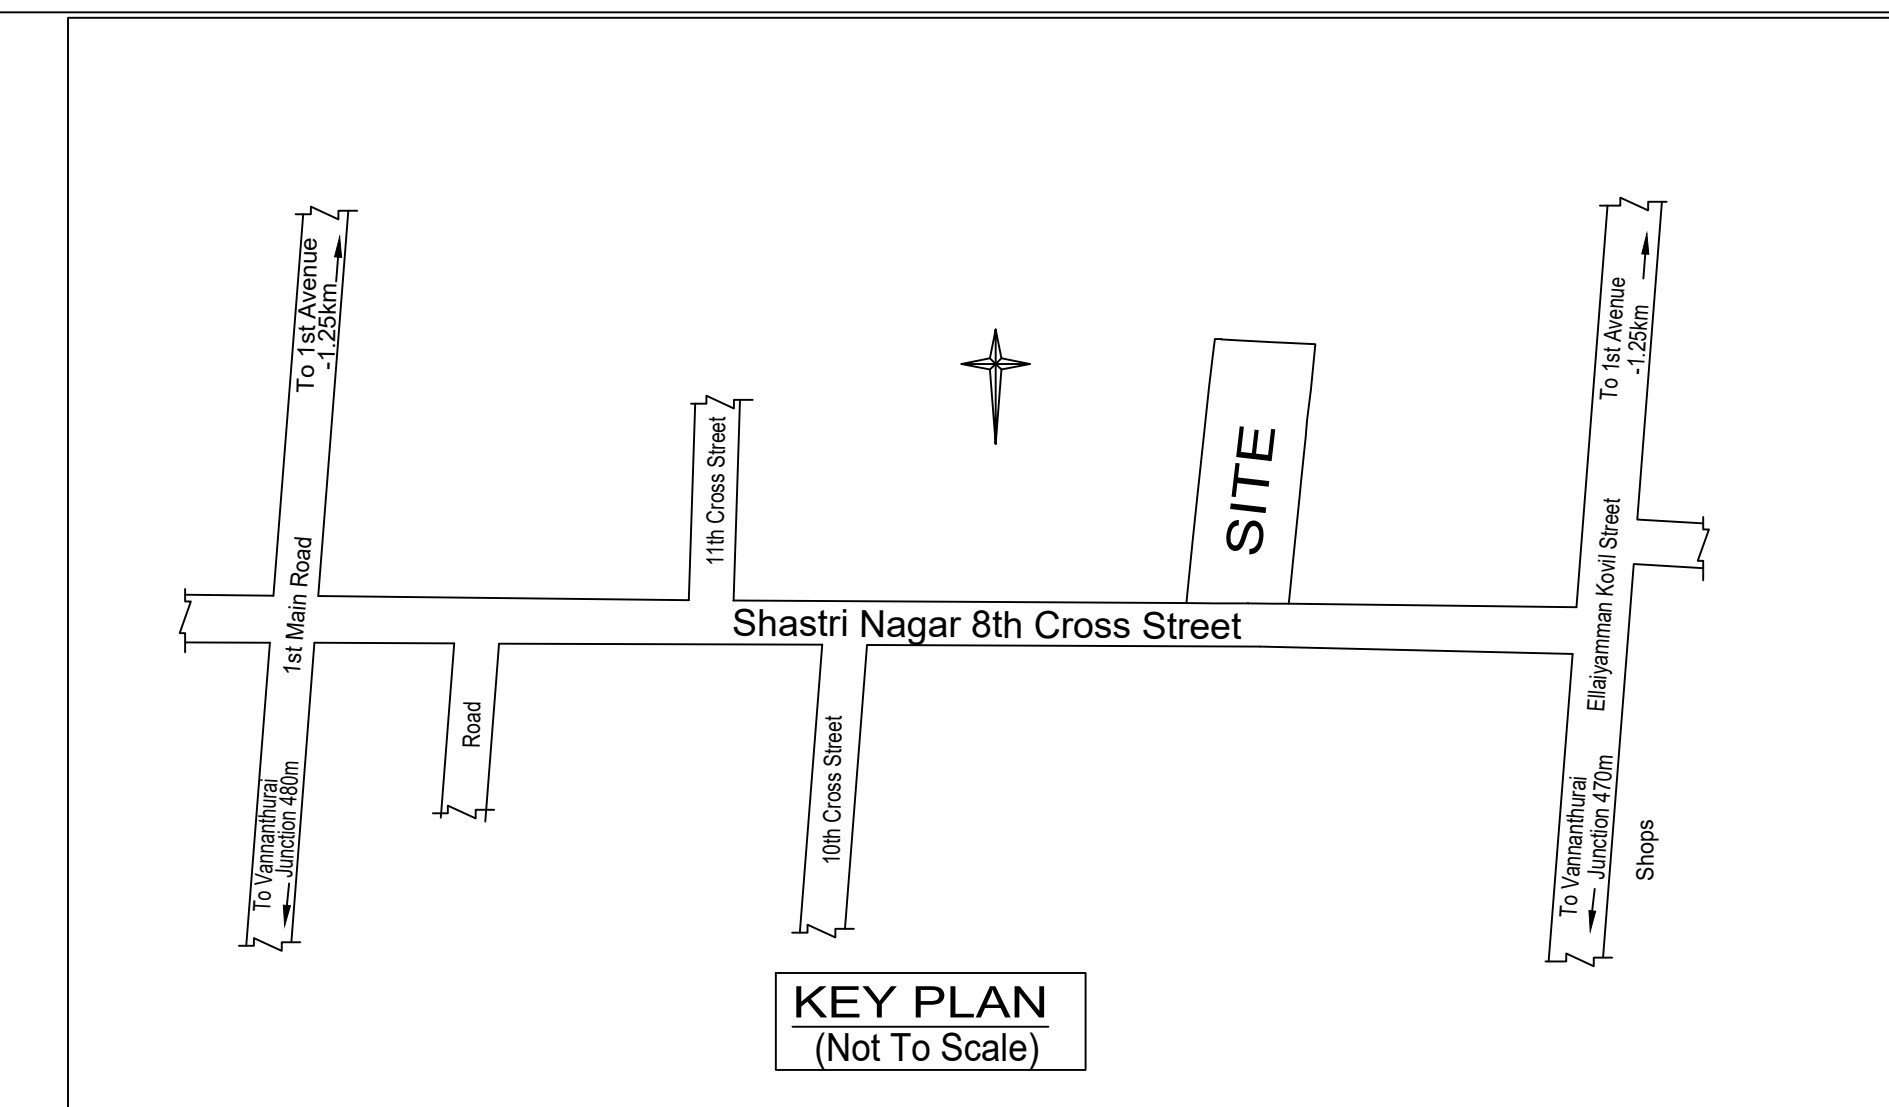 To 1st Avenue
-1.25km
1st Main Road
To Vannanthurai
Junction 480m
Road
11th Cross Street
Shastri Nagar 8th Cross Street
10th Cross Street
SITE
To 1st Avenue
-1.25km
Ellaiyamman Kovil Street
To Vannanthurai
Junction 470m
Shops
KEY PLAN
(Not To Scale)